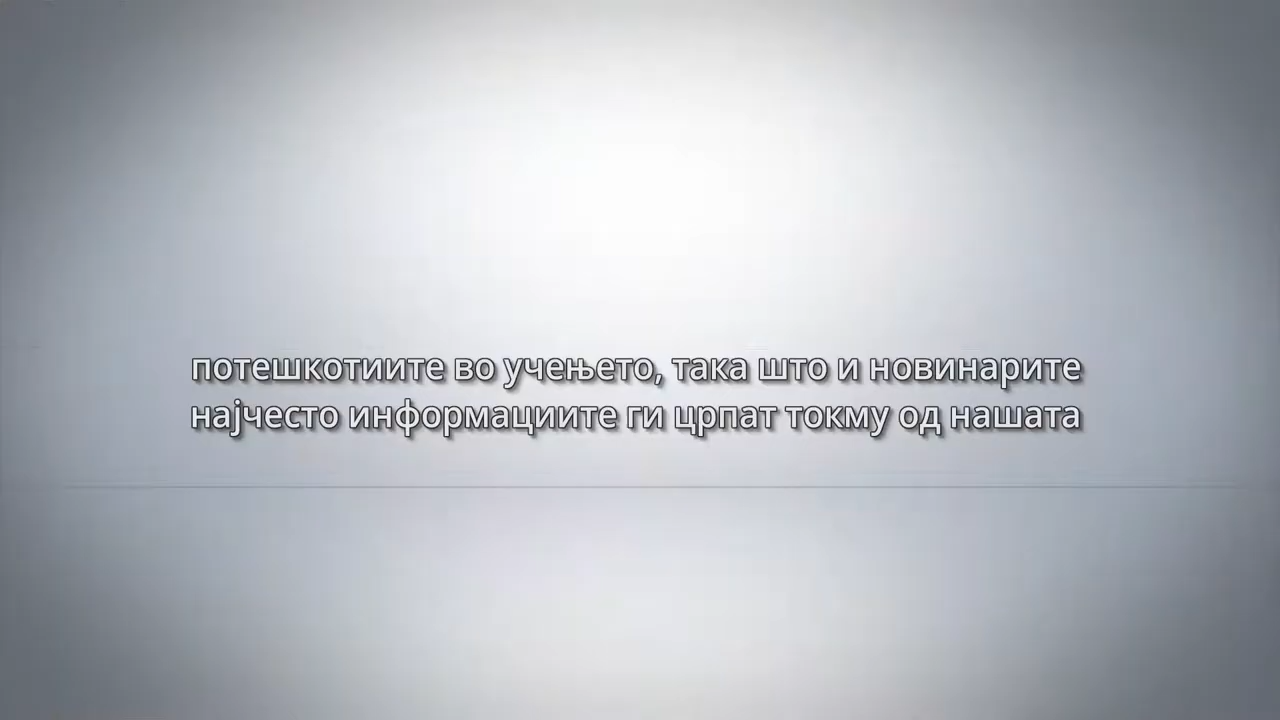 потешкотиите во учењето, така што и новинарите
најчесто информациите ги црпат токму од нашата